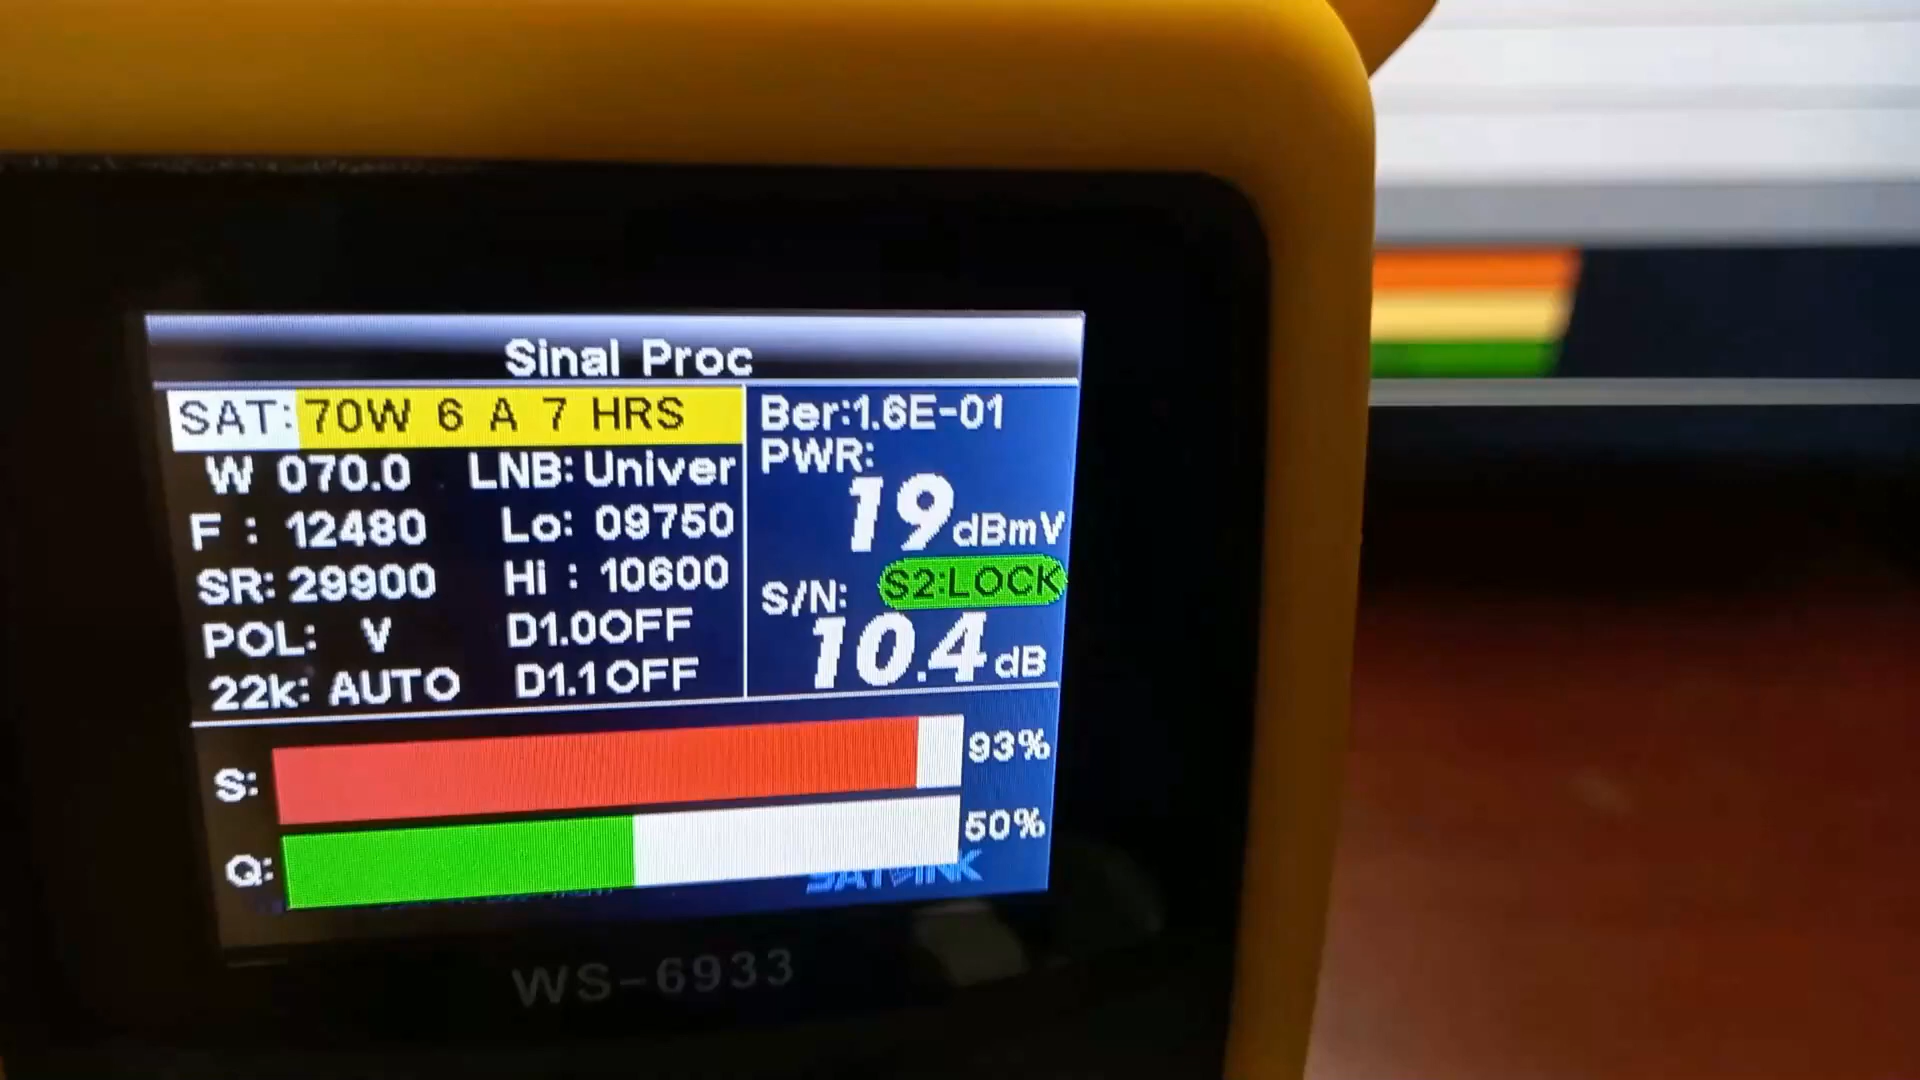 Sinal Proc
SAT: 70W 6 A 7 HRS
W 070.0 LNB: Univer
F : 12480 Lo: 09750
SR: 29900 Hi : 10600
POL: V D1.0OFF
22k: AUTO D1.1OFF
Ber:1.6E-01
PWR:
19 dBmV
S/N: S2:LOCK
10.4 dB
S: 93%
Q: 50%
SATLINK
WS-6933